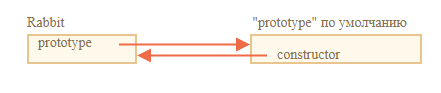 Rabbit
"prototype" по умолчанию
prototype
constructor